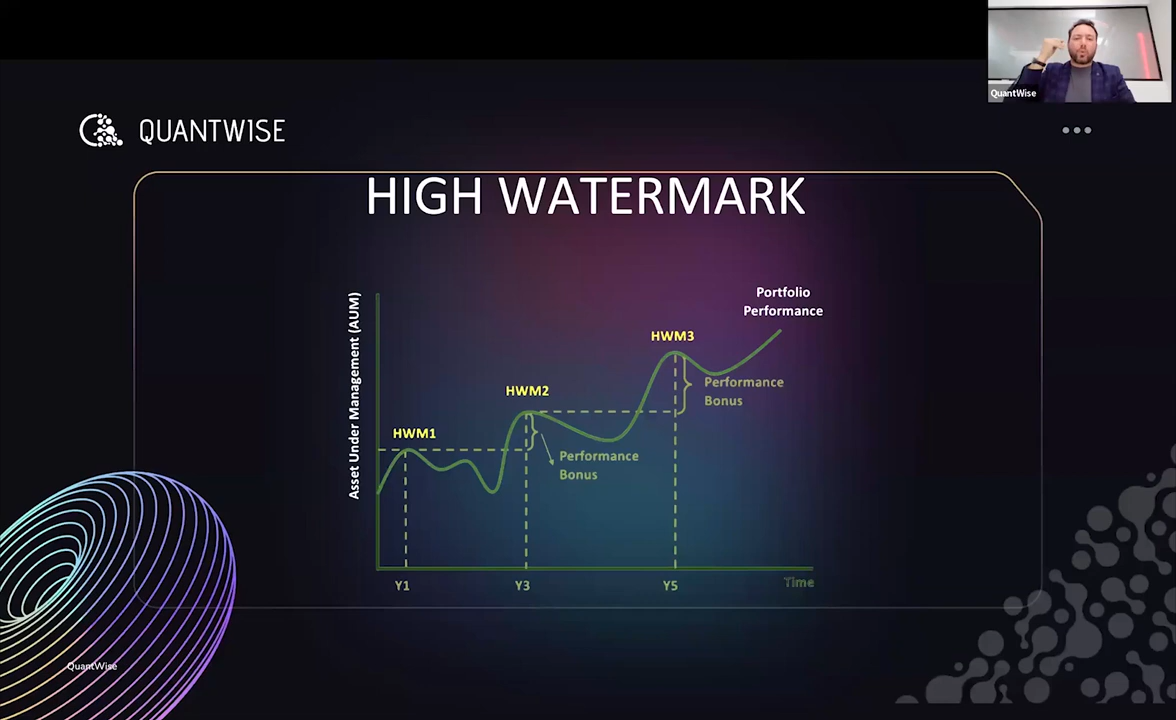 QuantWise
QUANTWISE
HIGH WATERMARK
Portfolio
Performance
Asset Under Management (AUM)
HWM3
Performance
Bonus
HWM2
HWM1
Performance
Bonus
Y1
Y3
Y5
Time
QuantWise